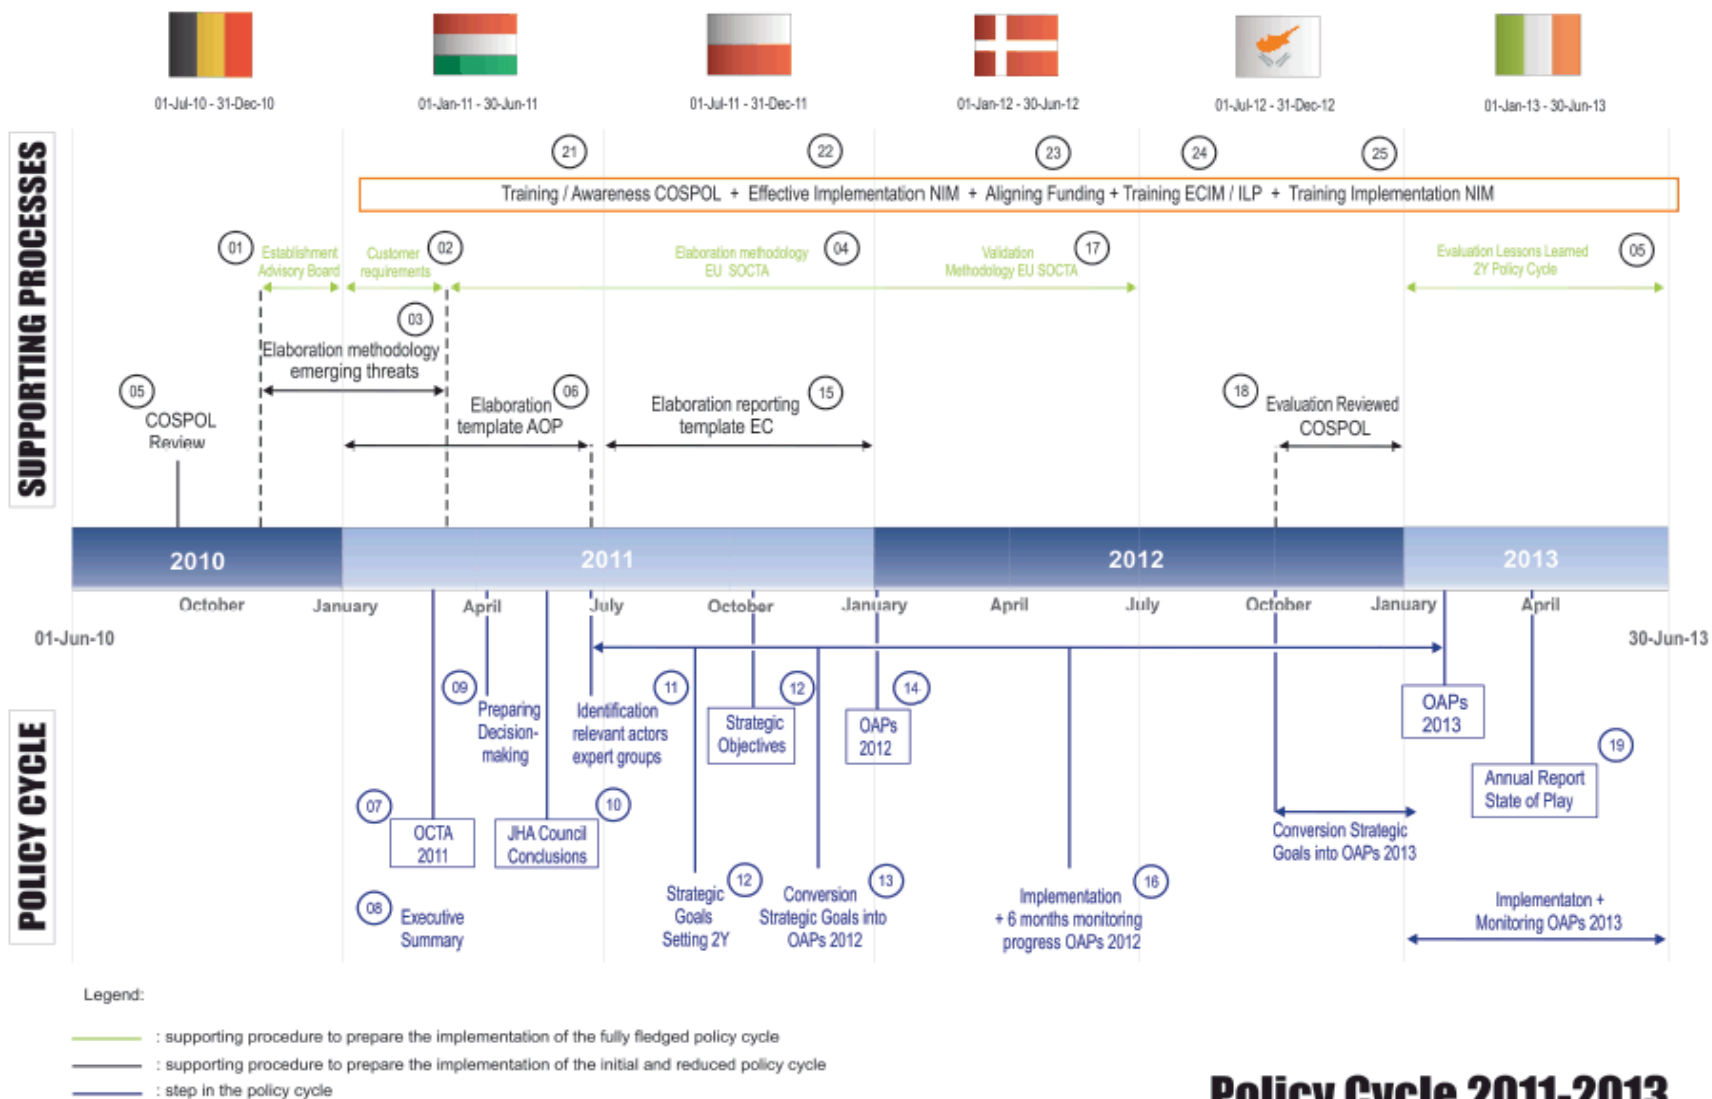 01-Jul-10 - 31-Dec-10
01-Jan-11 - 30-Jun-11
01-Jul-11 - 31-Dec-11
01-Jan-12 - 30-Jun-12
01-Jul-12 - 31-Dec-12
01-Jan-13 - 30-Jun-13
SUPPORTING PROCESSES
21
22
23
24
25
Training / Awareness COSPOL + Effective Implementation NIM + Aligning Funding + Training ECIM / ILP + Training Implementation NIM
01
Establishment
Advisory Board
Customer
requirements
02
Elaboration methodology
EU SOCTA
04
Validation
Methodology EU SOCTA
17
Evaluation Lessons Learned
2Y Policy Cycle
05
03
Elaboration methodology
emerging threats
05
COSPOL
Review
Elaboration
template AOP
06
Elaboration reporting
template EC
15
18
Evaluation Reviewed
COSPOL
2010
2011
2012
2013
October
January
April
July
October
January
April
July
October
January
April
01-Jun-10
30-Jun-13
POLICY CYCLE
09
Preparing
Decision-
making
Identification
relevant actors
expert groups
11
Strategic
Objectives
12
OAPs
2012
14
OAPs
2013
19
Annual Report
State of Play
07
OCTA
2011
JHA Council
Conclusions
10
Conversion Strategic
Goals into OAPs 2013
08
Executive
Summary
Strategic
Goals
Setting 2Y
12
Conversion
Strategic Goals into
OAPs 2012
13
Implementation
+ 6 months monitoring
progress OAPs 2012
16
Implementaton +
Monitoring OAPs 2013
Legend:
: supporting procedure to prepare the implementation of the fully fledged policy cycle
: supporting procedure to prepare the implementation of the initial and reduced policy cycle
: step in the policy cycle
Policy Cycle 2011-2013